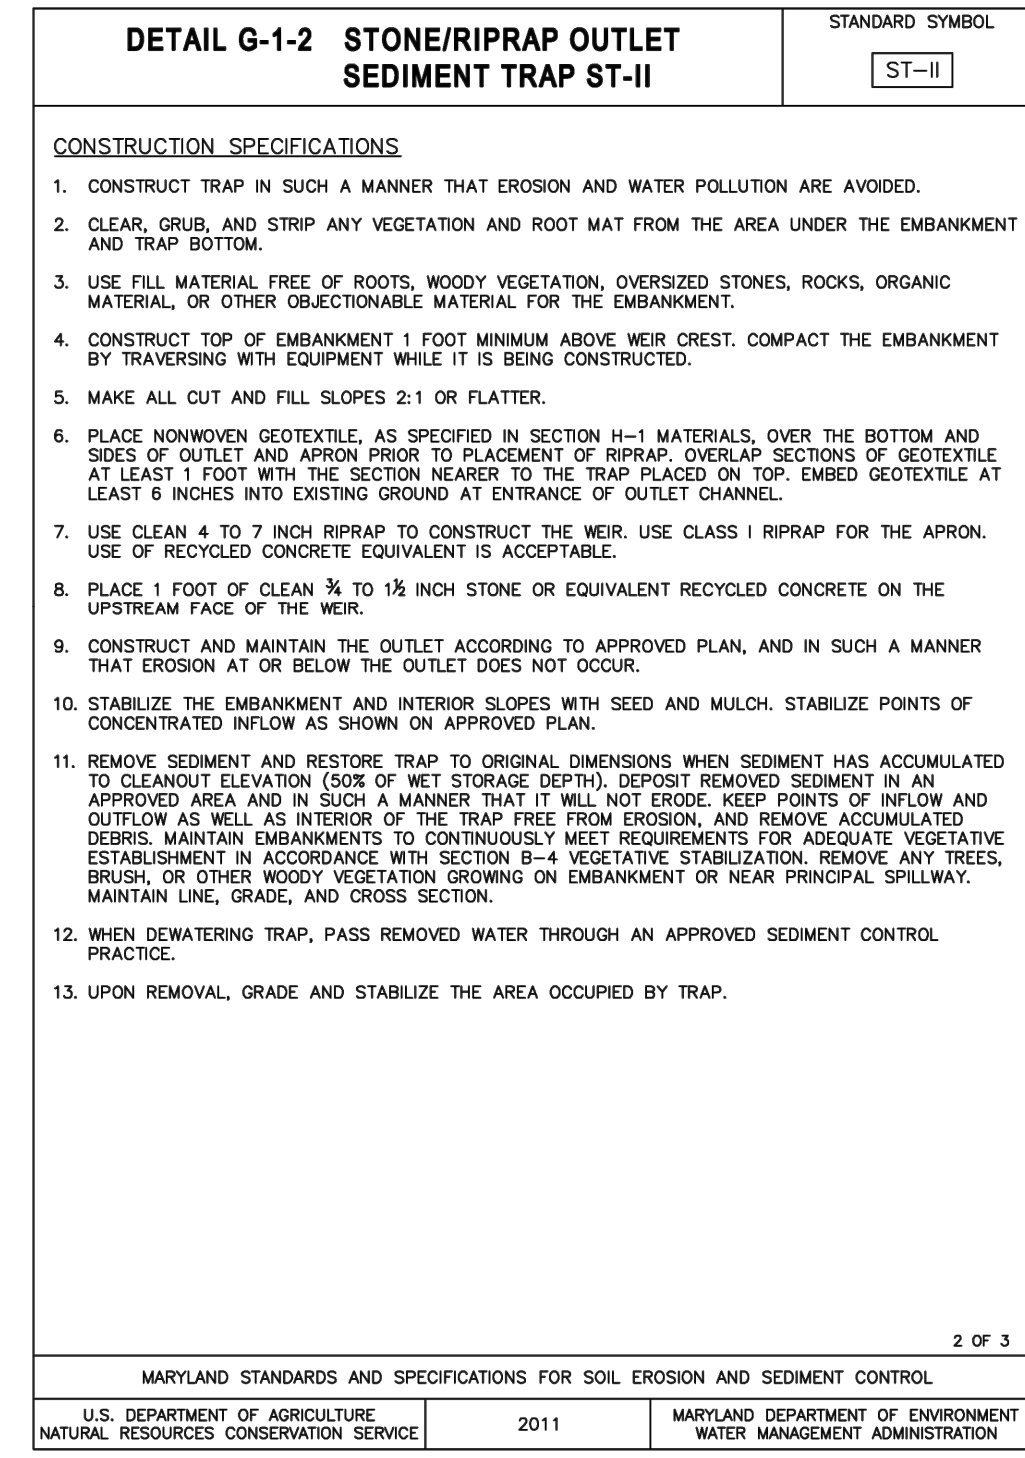 DETAIL G-1-2 STONE/RIPRAP OUTLET
SEDIMENT TRAP ST-II
STANDARD SYMBOL
ST-II
CONSTRUCTION SPECIFICATIONS
1. CONSTRUCT TRAP IN SUCH A MANNER THAT EROSION AND WATER POLLUTION ARE AVOIDED.
2. CLEAR, GRUB, AND STRIP ANY VEGETATION AND ROOT MAT FROM THE AREA UNDER THE EMBANKMENT
AND TRAP BOTTOM.
3. USE FILL MATERIAL FREE OF ROOTS, WOODY VEGETATION, OVERSIZED STONES, ROCKS, ORGANIC
MATERIAL, OR OTHER OBJECTIONABLE MATERIAL FOR THE EMBANKMENT.
4. CONSTRUCT TOP OF EMBANKMENT 1 FOOT MINIMUM ABOVE WEIR CREST. COMPACT THE EMBANKMENT
BY TRAVERSING WITH EQUIPMENT WHILE IT IS BEING CONSTRUCTED.
5. MAKE ALL CUT AND FILL SLOPES 2:1 OR FLATTER.
6. PLACE NONWOVEN GEOTEXTILE, AS SPECIFIED IN SECTION H-1 MATERIALS, OVER THE BOTTOM AND
SIDES OF OUTLET AND APRON PRIOR TO PLACEMENT OF RIPRAP. OVERLAP SECTIONS OF GEOTEXTILE
AT LEAST 1 FOOT WITH THE SECTION NEARER TO THE TRAP PLACED ON TOP. EMBED GEOTEXTILE AT
LEAST 6 INCHES INTO EXISTING GROUND AT ENTRANCE OF OUTLET CHANNEL.
7. USE CLEAN 4 TO 7 INCH RIPRAP TO CONSTRUCT THE WEIR. USE CLASS I RIPRAP FOR THE APRON.
USE OF RECYCLED CONCRETE EQUIVALENT IS ACCEPTABLE.
8. PLACE 1 FOOT OF CLEAN ¾ TO 1½ INCH STONE OR EQUIVALENT RECYCLED CONCRETE ON THE
UPSTREAM FACE OF THE WEIR.
9. CONSTRUCT AND MAINTAIN THE OUTLET ACCORDING TO APPROVED PLAN, AND IN SUCH A MANNER
THAT EROSION AT OR BELOW THE OUTLET DOES NOT OCCUR.
10. STABILIZE THE EMBANKMENT AND INTERIOR SLOPES WITH SEED AND MULCH. STABILIZE POINTS OF
CONCENTRATED INFLOW AS SHOWN ON APPROVED PLAN.
11. REMOVE SEDIMENT AND RESTORE TRAP TO ORIGINAL DIMENSIONS WHEN SEDIMENT HAS ACCUMULATED
TO CLEANOUT ELEVATION (50% OF WET STORAGE DEPTH). DEPOSIT REMOVED SEDIMENT IN AN
APPROVED AREA AND IN SUCH A MANNER THAT IT WILL NOT ERODE. KEEP POINTS OF INFLOW AND
OUTFLOW AS WELL AS INTERIOR OF THE TRAP FREE FROM EROSION, AND REMOVE ACCUMULATED
DEBRIS. MAINTAIN EMBANKMENTS TO CONTINUOUSLY MEET REQUIREMENTS FOR ADEQUATE VEGETATIVE
ESTABLISHMENT IN ACCORDANCE WITH SECTION B-4 VEGETATIVE STABILIZATION. REMOVE ANY TREES,
BRUSH, OR OTHER WOODY VEGETATION GROWING ON EMBANKMENT OR NEAR PRINCIPAL SPILLWAY.
MAINTAIN LINE, GRADE, AND CROSS SECTION.
12. WHEN DEWATERING TRAP, PASS REMOVED WATER THROUGH AN APPROVED SEDIMENT CONTROL
PRACTICE.
13. UPON REMOVAL, GRADE AND STABILIZE THE AREA OCCUPIED BY TRAP.
2 OF 3
MARYLAND STANDARDS AND SPECIFICATIONS FOR SOIL EROSION AND SEDIMENT CONTROL
U.S. DEPARTMENT OF AGRICULTURE
NATURAL RESOURCES CONSERVATION SERVICE
2011
MARYLAND DEPARTMENT OF ENVIRONMENT
WATER MANAGEMENT ADMINISTRATION